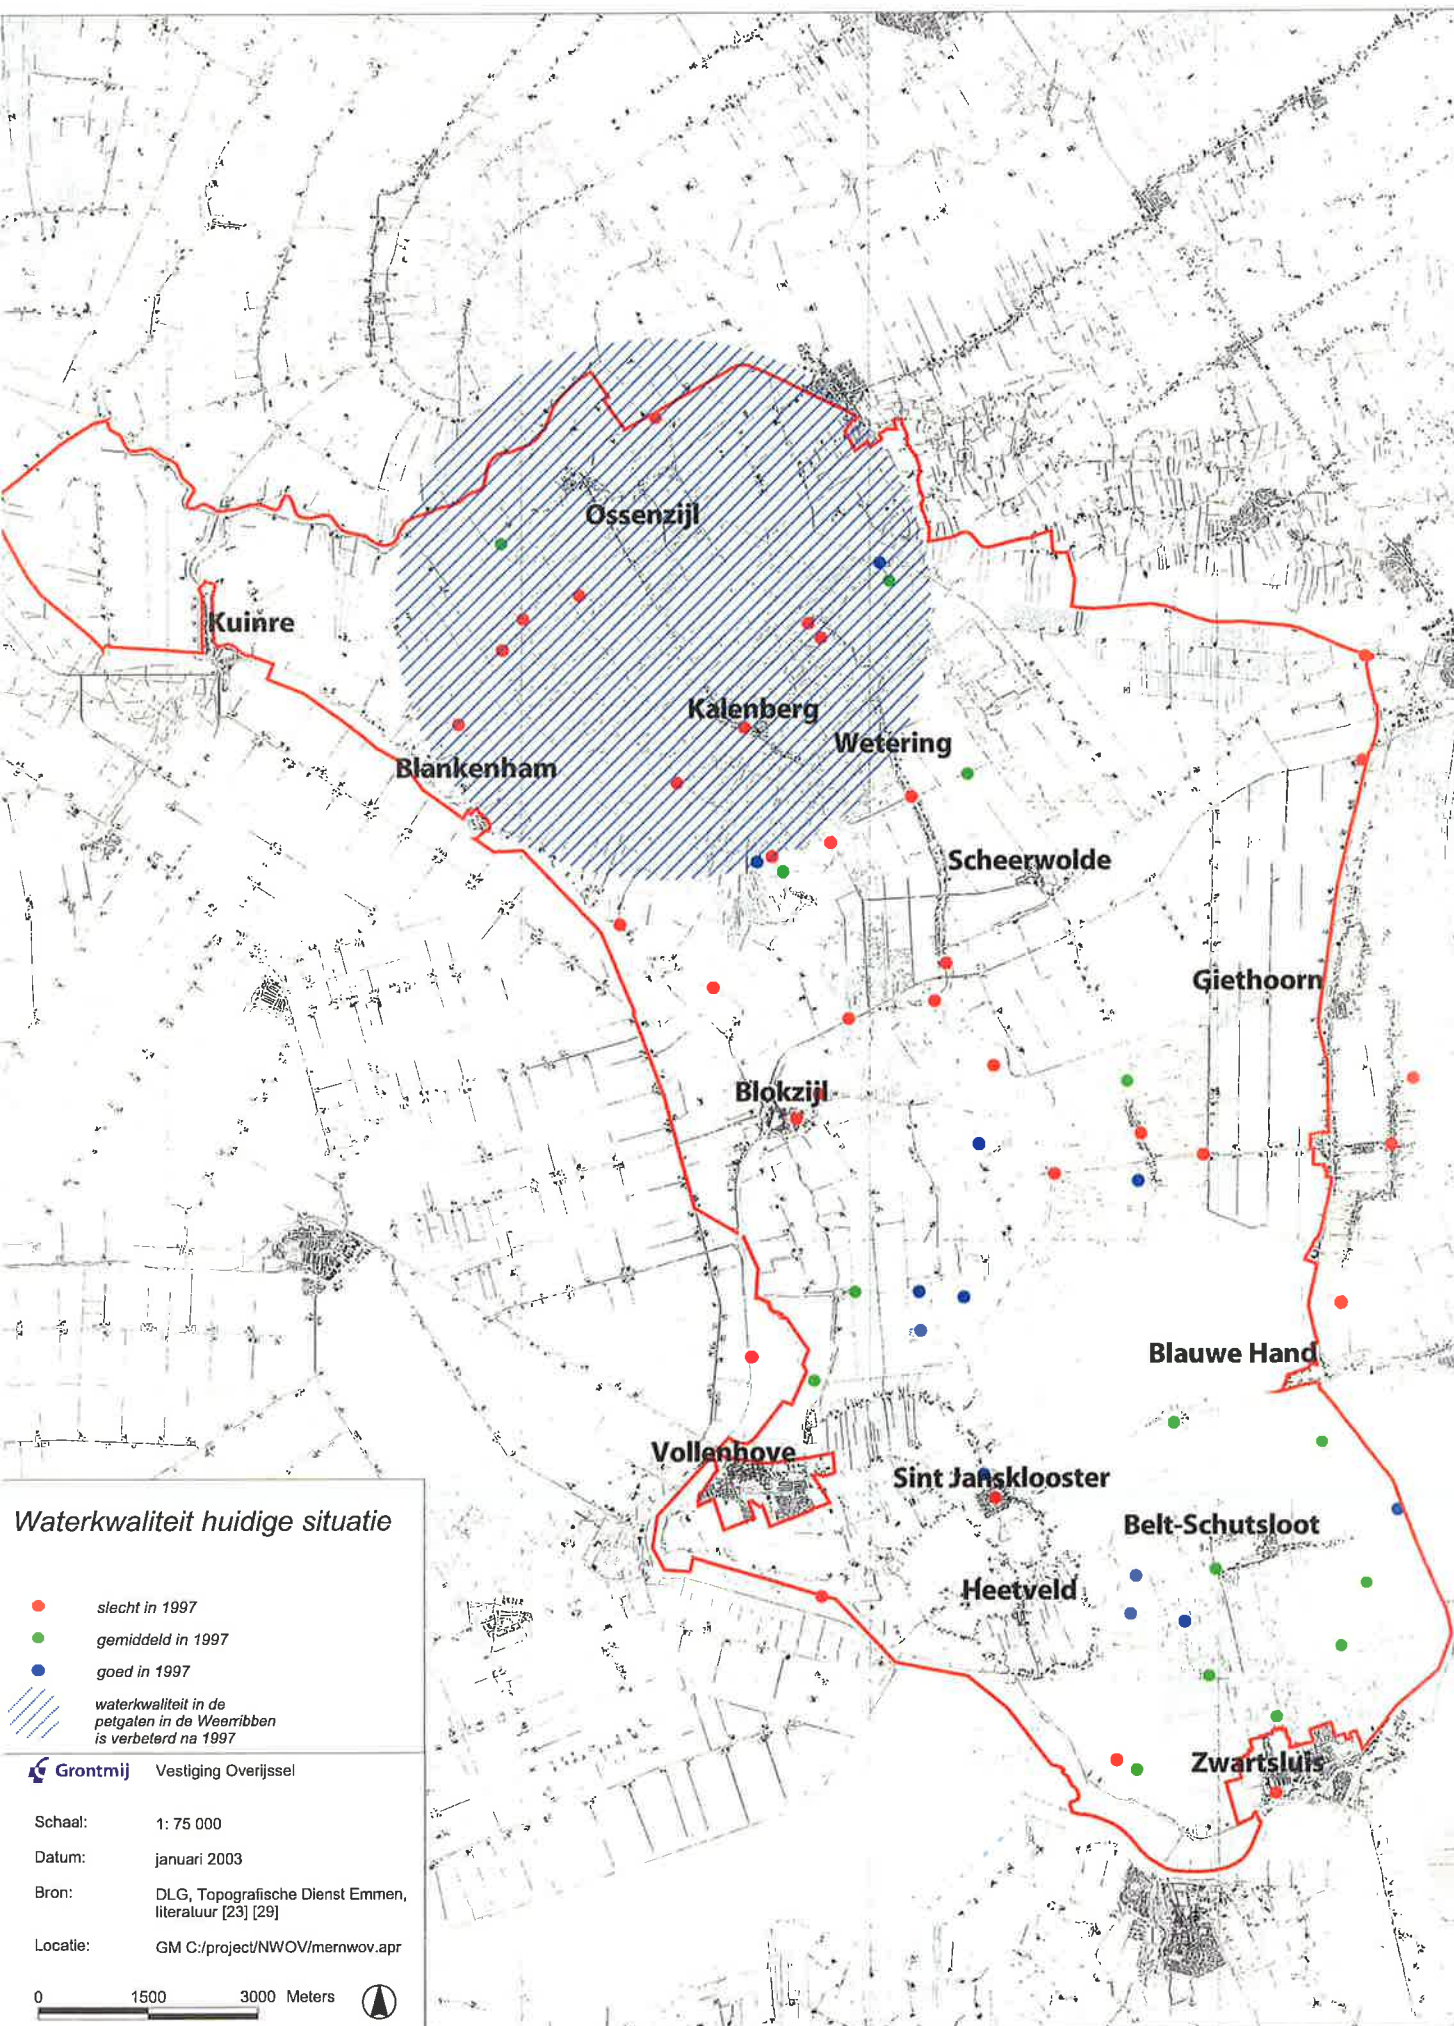 Ossenzijl
Kuinre
Kalenberg
Wetering
Blankenham
Scheerwolde
Giethoorn
Blokzijl
Blauwe Hand
Vollenhove
Sint Jansklooster
Belt-Schutsloot
Heetveld
Zwartsluis
Waterkwaliteit huidige situatie
slecht in 1997
gemiddeld in 1997
goed in 1997
waterkwaliteit in de
petgaten in de Weerribben
is verbeterd na 1997
Grontmij Vestiging Overijssel
Schaal: 1: 75 000
Datum: januari 2003
Bron: DLG, Topografische Dienst Emmen,
literatuur [23] [29]
Locatie: GM C:/project/NWOV/mernwov.apr
0 1500 3000 Meters